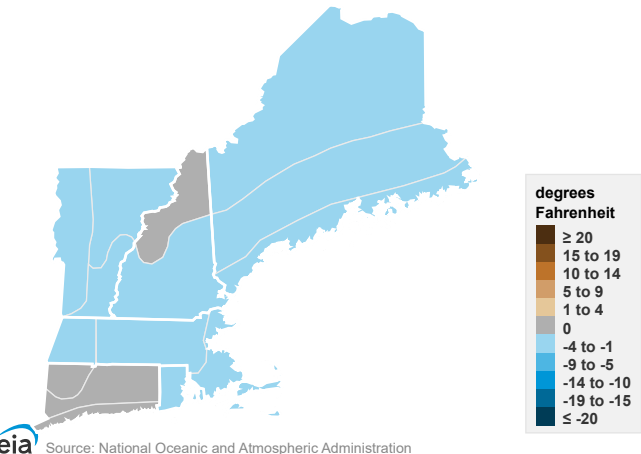 degrees
Fahrenheit
≥ 20
15 to 19
10 to 14
5 to 9
1 to 4
0
-4 to -1
-9 to -5
-14 to -10
-19 to -15
≤ -20
eia Source: National Oceanic and Atmospheric Administration